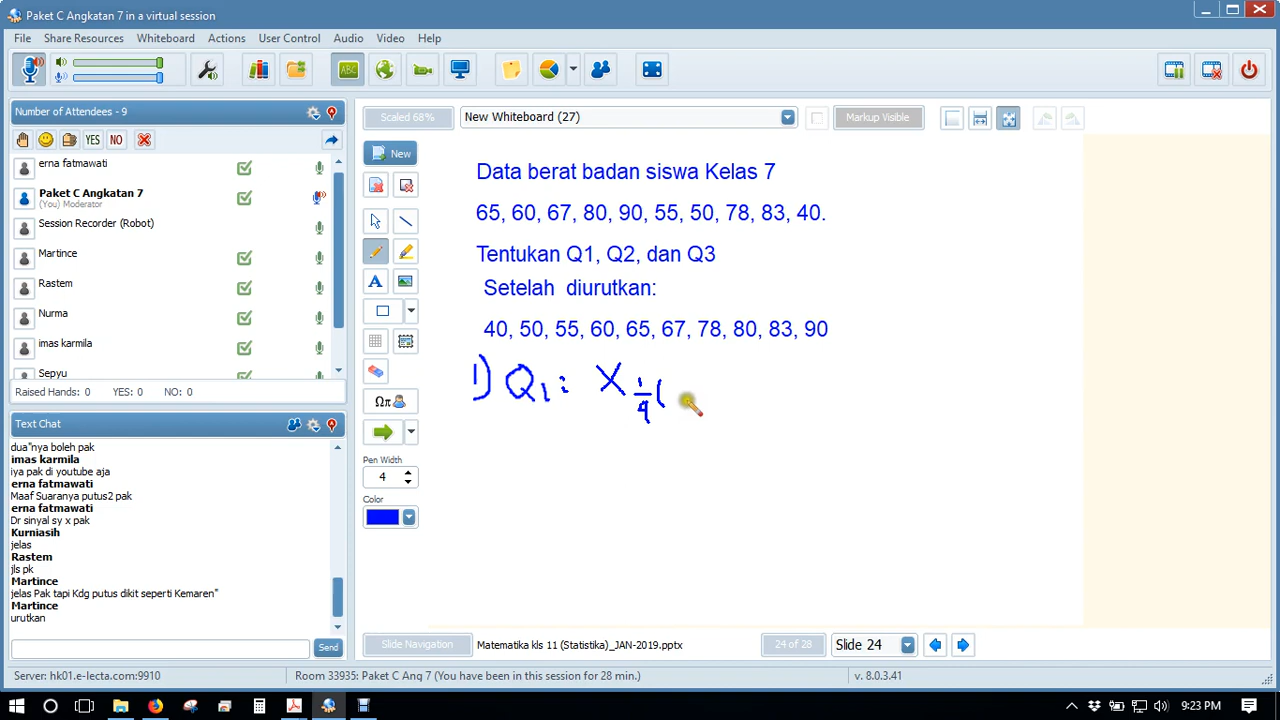 Paket C Angkatan 7 in a virtual session
File Share Resources Whiteboard Actions User Control Audio Video Help
ABC
Number of Attendees - 9
YES NO
erna fatmawati
Paket C Angkatan 7
(You) Moderator
Session Recorder (Robot)
Martince
Rastem
Nurma
imas karmila
Sepyu
Raised Hands: 0 YES: 0 NO: 0
Text Chat
dua"nya boleh pak
imas karmila
iya pak di youtube aja
erna fatmawati
Maaf Suaranya putus2 pak
erna fatmawati
Dr sinyal sy x pak
Kurniasih
jelas
Rastem
jls pk
Martince
jelas Pak tapi Kdg putus dikit seperti Kemaren"
Martince
urutkan
Send
Scaled 68% New Whiteboard (27) Markup Visible
New
A
Ωπ
Pen Width
4
Color
Data berat badan siswa Kelas 7
65, 60, 67, 80, 90, 55, 50, 78, 83, 40.
Tentukan Q1, Q2, dan Q3
Setelah diurutkan:
40, 50, 55, 60, 65, 67, 78, 80, 83, 90
1) Q1: X 1/4 (
Slide Navigation Matematika kls 11 (Statistika)_JAN-2019.pptx 24 of 28 Slide 24
Server: hk01.e-lecta.com:9910 Room 33935: Paket C Ang 7 (You have been in this session for 28 min.) v. 8.0.3.41
9:23 PM